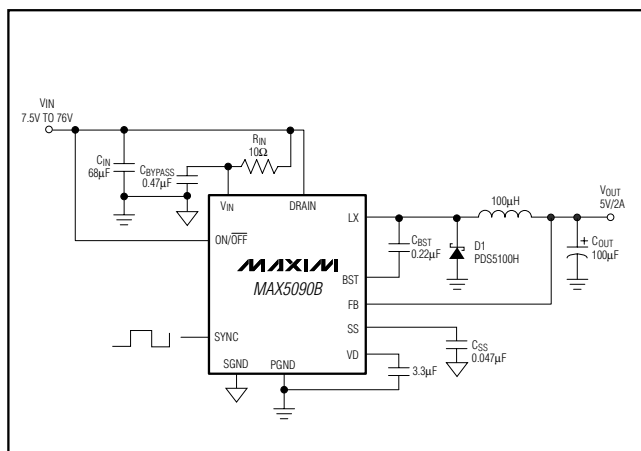 VIN
7.5V TO 76V
CIN
68µF
CBYPASS
0.47µF
RIN
10Ω
VIN
DRAIN
ON/OFF
MAXIM
MAX5090B
SYNC
SGND
PGND
LX
BST
FB
SS
VD
CBST
0.22µF
D1
PDS5100H
100µH
VOUT
5V/2A
+
COUT
100µF
CSS
0.047µF
3.3µF